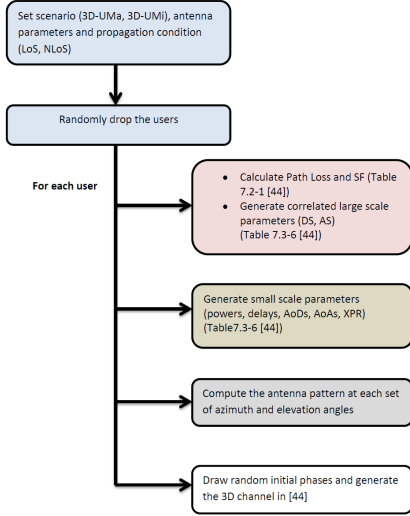 Set scenario (3D-UMa, 3D-UMi), antenna
parameters and propagation condition
(LoS, NLoS)
Randomly drop the users
For each user
• Calculate Path Loss and SF (Table
7.2-1 [44])
• Generate correlated large scale
parameters (DS, AS)
(Table 7.3-6 [44])
Generate small scale parameters
(powers, delays, AoDs, AoAs, XPR)
(Table7.3-6 [44])
Compute the antenna pattern at each set
of azimuth and elevation angles
Draw random initial phases and generate
the 3D channel in [44]